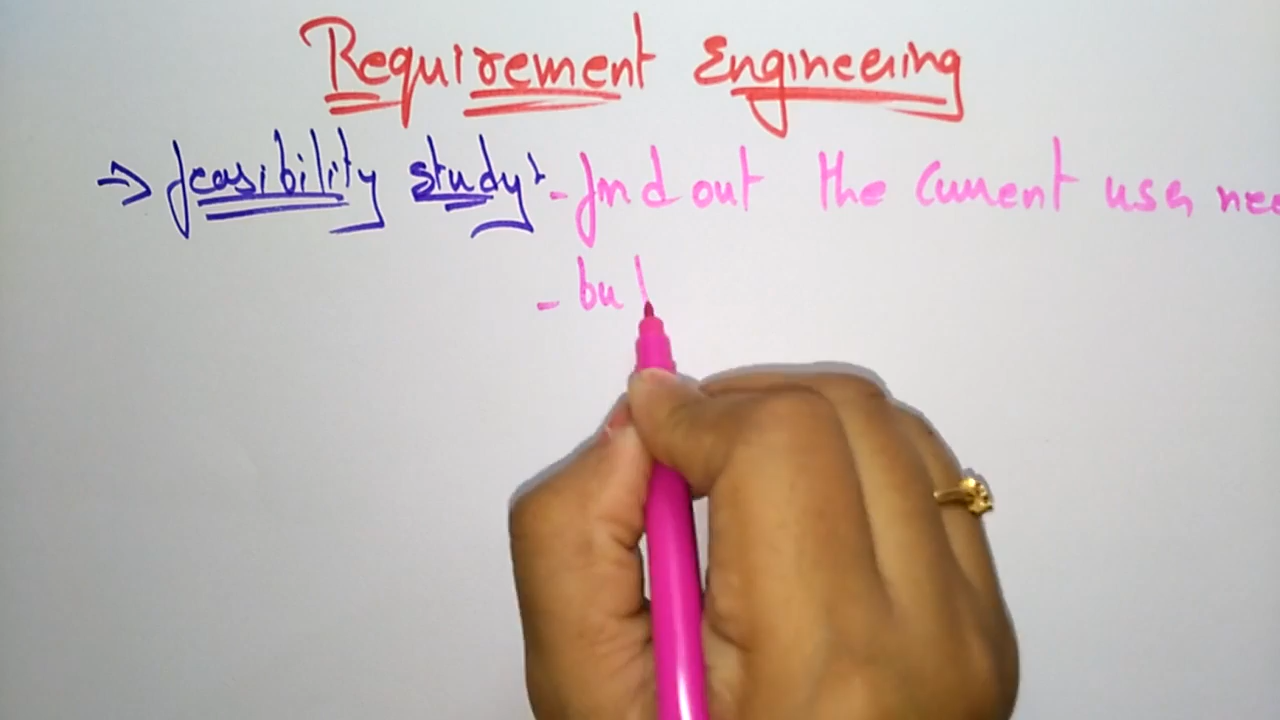 Requirement Engineering
→ feasibility study:- find out the current user nee
- bu